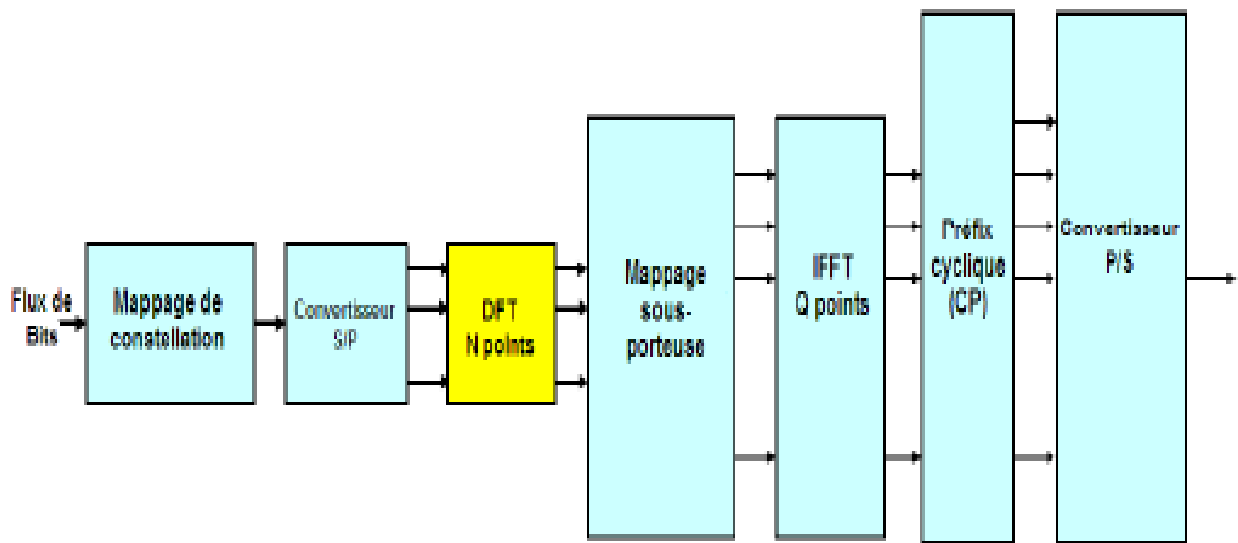 Flux de
Bits
Mappage de
constellation
Convertisseur
S/P
DFT
N points
Mappage
sous-
porteuse
IFFT
Q points
Préfix
cyclique
(CP)
Convertisseur
P/S